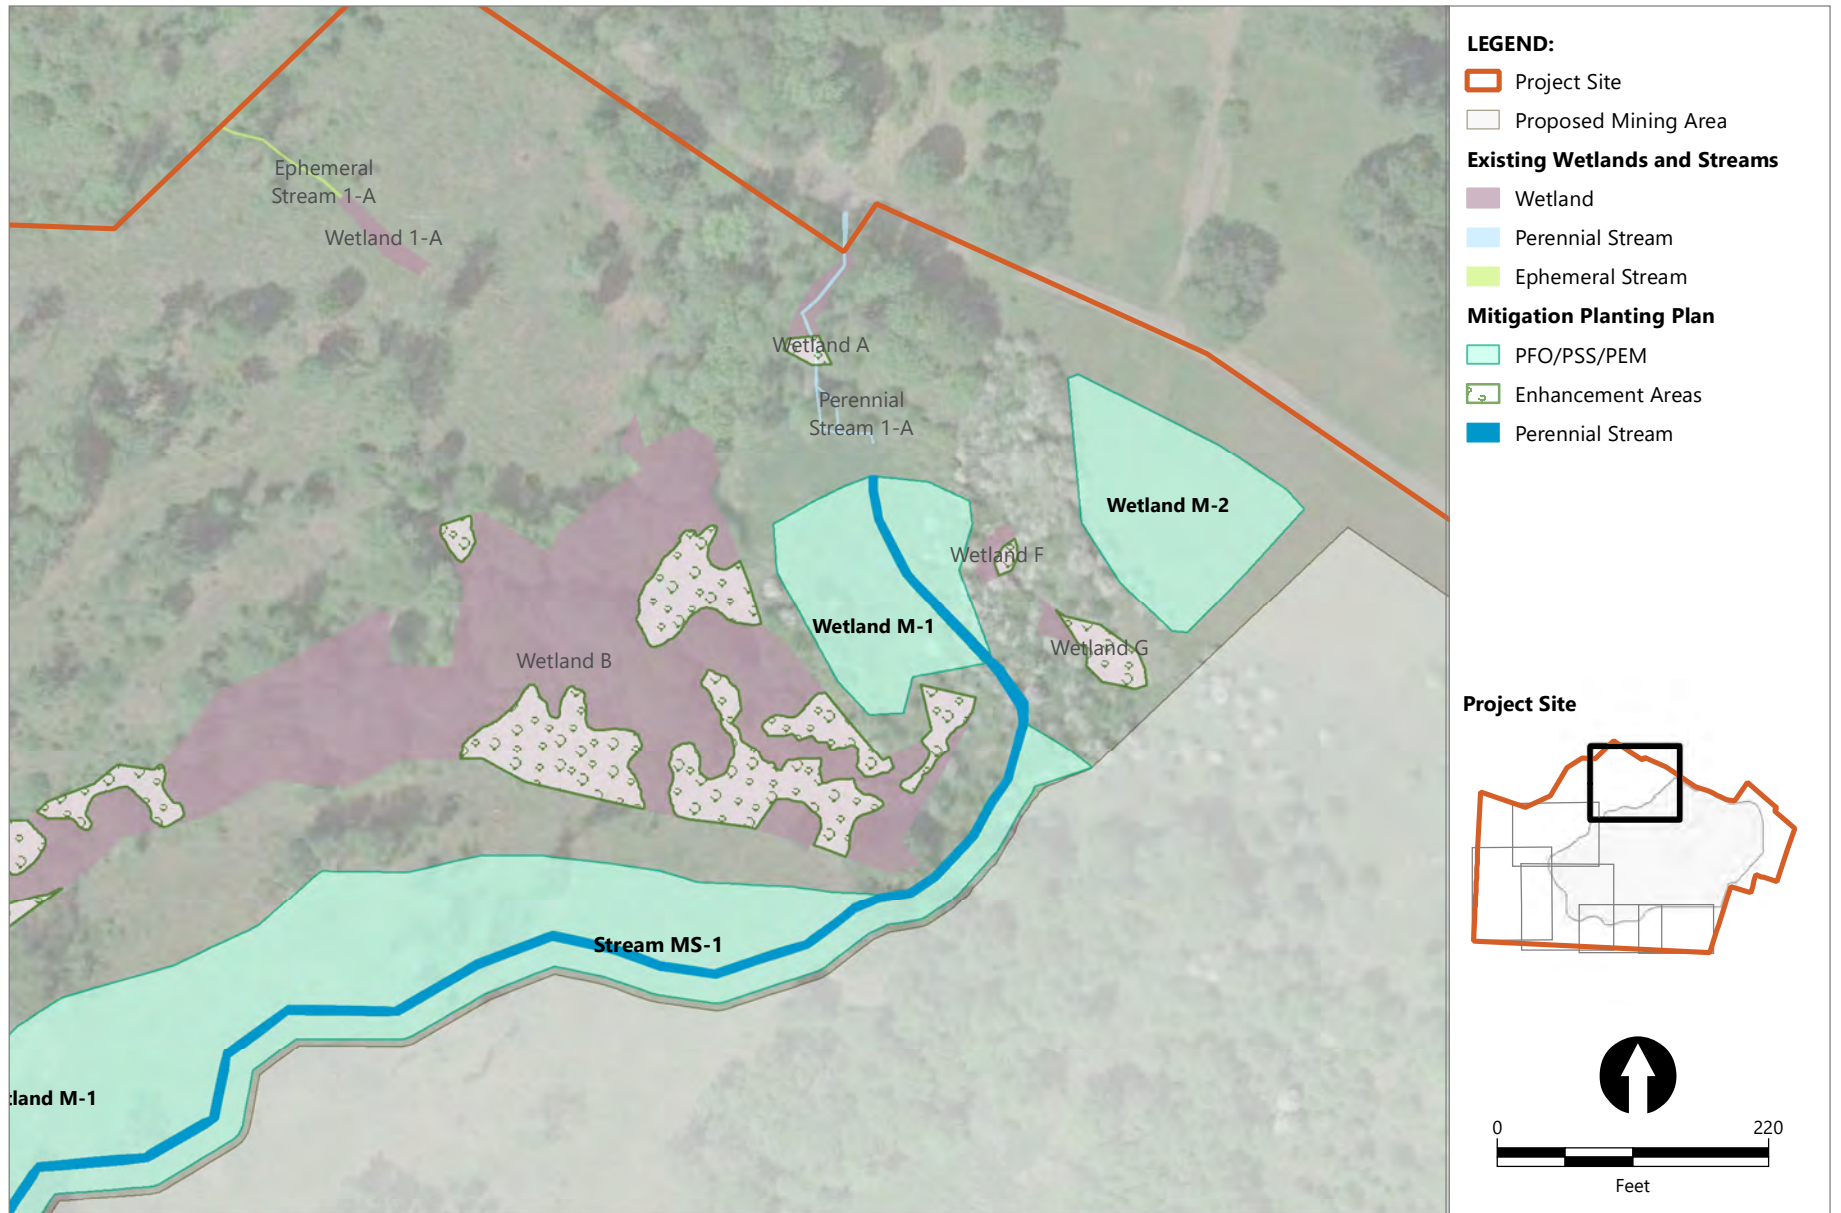 Ephemeral
Stream 1-A
Wetland 1-A
Wetland A
Perennial
Stream 1-A
Wetland M-2
Wetland F
Wetland M-1
Wetland G
Wetland B
Stream MS-1
tland M-1
LEGEND:
Project Site
Proposed Mining Area
Existing Wetlands and Streams
Wetland
Perennial Stream
Ephemeral Stream
Mitigation Planting Plan
PFO/PSS/PEM
Enhancement Areas
Perennial Stream
Project Site
0 220
Feet